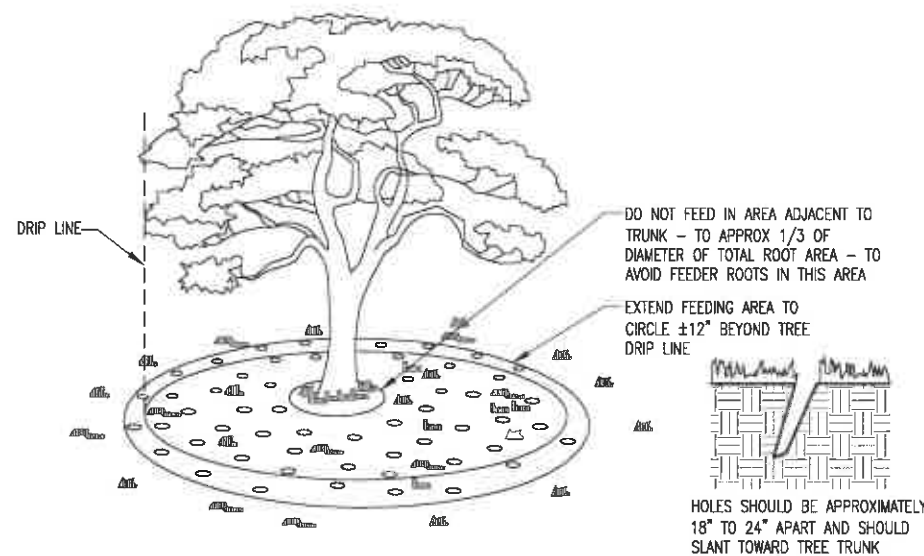 DRIP LINE
DO NOT FEED IN AREA ADJACENT TO
TRUNK – TO APPROX 1/3 OF
DIAMETER OF TOTAL ROOT AREA – TO
AVOID FEEDER ROOTS IN THIS AREA
EXTEND FEEDING AREA TO
CIRCLE ±12" BEYOND TREE
DRIP LINE
HOLES SHOULD BE APPROXIMATELY
18" TO 24" APART AND SHOULD
SLANT TOWARD TREE TRUNK